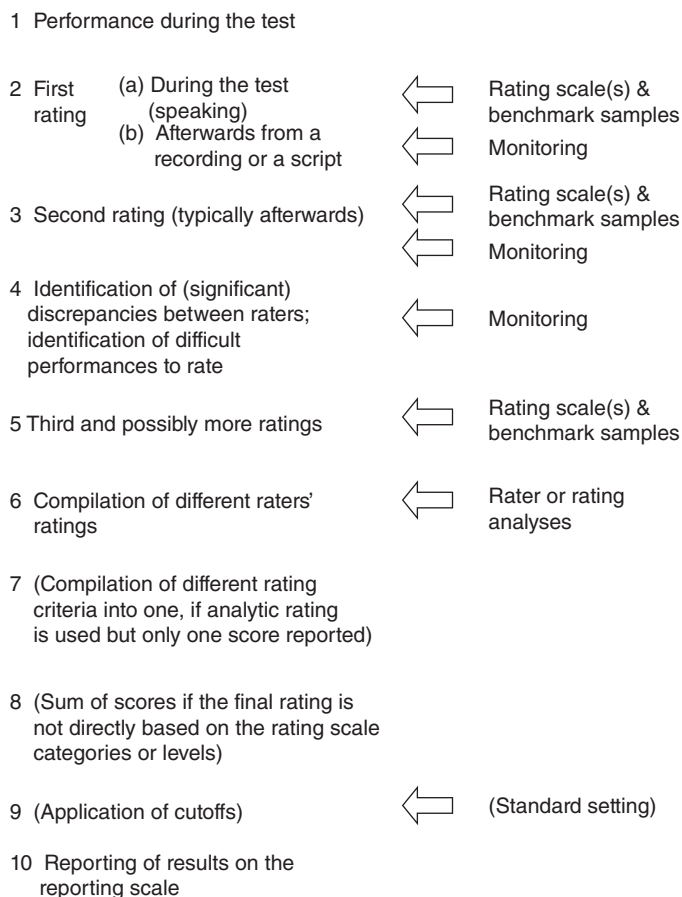 1 Performance during the test
2 First rating
(a) During the test
(speaking)
(b) Afterwards from a
recording or a script
Rating scale(s) &
benchmark samples
Monitoring
3 Second rating (typically afterwards)
Rating scale(s) &
benchmark samples
Monitoring
4 Identification of (significant)
discrepancies between raters;
identification of difficult
performances to rate
Monitoring
5 Third and possibly more ratings
Rating scale(s) &
benchmark samples
6 Compilation of different raters’
ratings
Rater or rating
analyses
7 (Compilation of different rating
criteria into one, if analytic rating
is used but only one score reported)
8 (Sum of scores if the final rating is
not directly based on the rating scale
categories or levels)
9 (Application of cutoffs)
(Standard setting)
10 Reporting of results on the
reporting scale